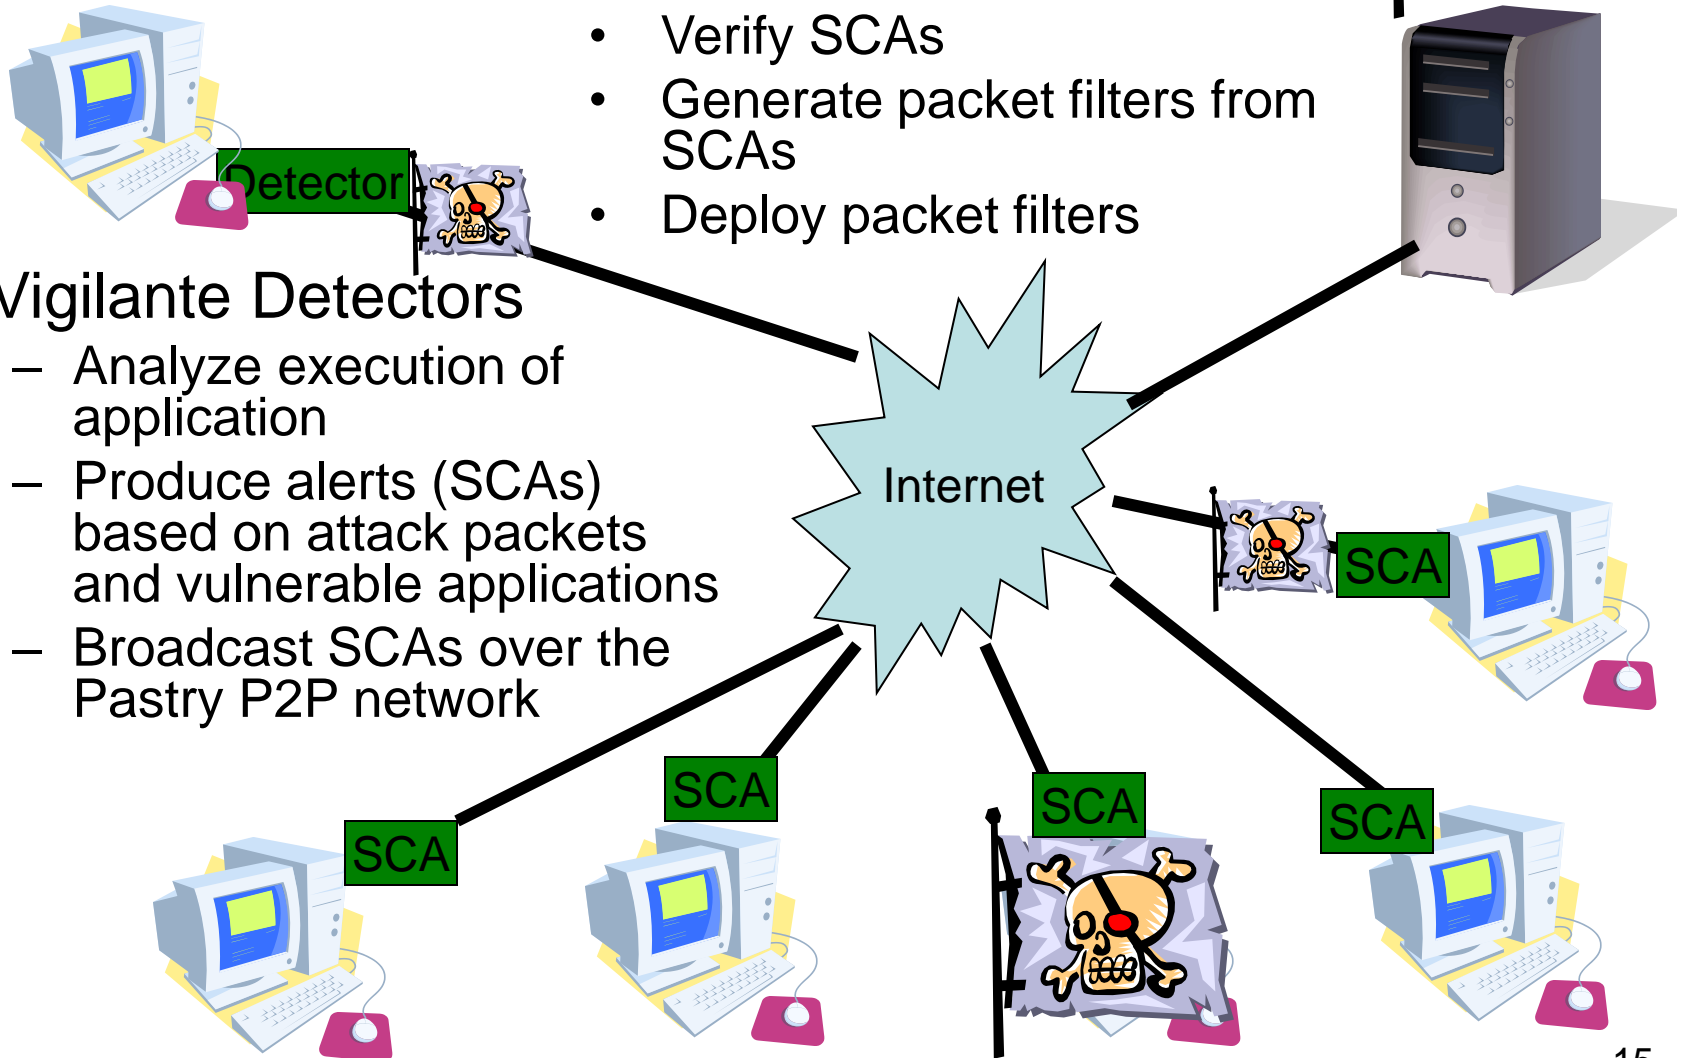 • Verify SCAs
• Generate packet filters from
SCAs
• Deploy packet filters
Detector
Vigilante Detectors
– Analyze execution of
application
– Produce alerts (SCAs)
based on attack packets
and vulnerable applications
– Broadcast SCAs over the
Pastry P2P network
Internet
SCA
SCA
SCA
SCA
SCA
15